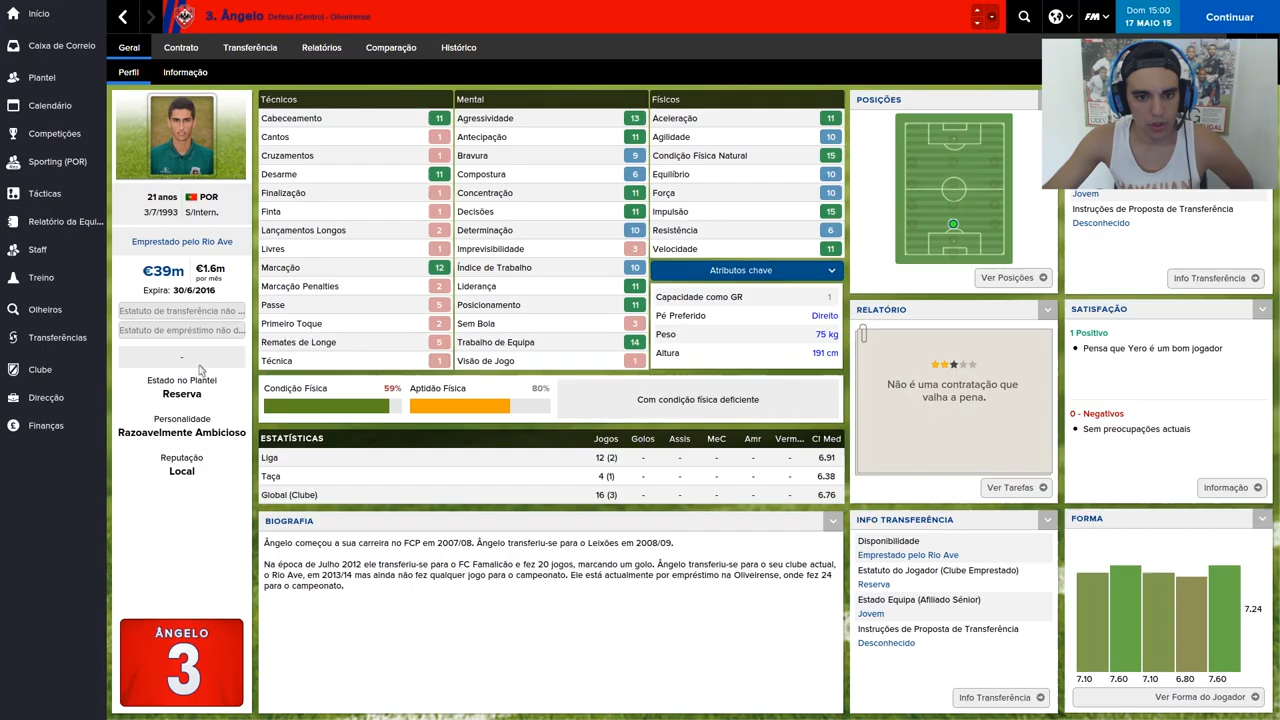 Início
Caixa de Correio
Plantel
Calendário
Competições
Sporting (POR)
Tácticas
Relatório da Equi...
Staff
Treino
Olheiros
Transferências
Clube
Direcção
Finanças
3. Ângelo Defesa (Centro) - Oliveirense
FM
Dom 15:00
17 MAIO 15
Continuar
Geral Contrato Transferência Relatórios Comparação Histórico
Perfil Informação
21 anos POR
3/7/1993 S/Intern.
Emprestado pelo Rio Ave
€39m €1.6m
por mês
Expira: 30/6/2016
Estatuto de transferência não ...
Estatuto de empréstimo não d...
-
Estado no Plantel
Reserva
Personalidade
Razoavelmente Ambicioso
Reputação
Local
ÂNGELO
3
Técnicos
Cabeceamento 11
Cantos 1
Cruzamentos 1
Desarme 11
Finalização 1
Finta 1
Lançamentos Longos 2
Livres 1
Marcação 12
Marcação Penalties 2
Passe 5
Primeiro Toque 2
Remates de Longe 5
Técnica 1
Mental
Agressividade 13
Antecipação 11
Bravura 9
Compostura 6
Concentração 11
Decisões 11
Determinação 10
Imprevisibilidade 3
Índice de Trabalho 10
Liderança 11
Posicionamento 11
Sem Bola 3
Trabalho de Equipa 14
Visão de Jogo 1
Físicos
Aceleração 11
Agilidade 10
Condição Física Natural 15
Equilíbrio 10
Força 10
Impulsão 15
Resistência 6
Velocidade 11
Atributos chave
Capacidade como GR 1
Pé Preferido Direito
Peso 75 kg
Altura 191 cm
Condição Física 59% Aptidão Física 80%
Com condição física deficiente
ESTATÍSTICAS Jogos Golos Assis MeC Amr Verm... Cl Med
Liga 12 (2) - - - - - 6.91
Taça 4 (1) - - - - - 6.38
Global (Clube) 16 (3) - - - - - 6.76
BIOGRAFIA
Ângelo começou a sua carreira no FCP em 2007/08. Ângelo transferiu-se para o Leixões em 2008/09.
Na época de Julho 2012 ele transferiu-se para o FC Famalicão e fez 20 jogos, marcando um golo. Ângelo transferiu-se para o seu clube actual,
o Rio Ave, em 2013/14 mas ainda não fez qualquer jogo para o campeonato. Ele está actualmente por empréstimo na Oliveirense, onde fez 24
para o campeonato.
POSIÇÕES
Ver Posições
RELATÓRIO
Não é uma contratação que
valha a pena.
Ver Tarefas
INFO TRANSFERÊNCIA
Disponibilidade
Emprestado pelo Rio Ave
Estatuto do Jogador (Clube Emprestado)
Reserva
Estado Equipa (Afiliado Sénior)
Jovem
Instruções de Proposta de Transferência
Desconhecido
Info Transferência
Jovem
Instruções de Proposta de Transferência
Desconhecido
Info Transferência
SATISFAÇÃO
1 Positivo
• Pensa que Yero é um bom jogador
0 - Negativos
• Sem preocupações actuais
Informação
FORMA
7.24
7.10 7.60 7.10 6.80 7.60
Ver Forma do Jogador